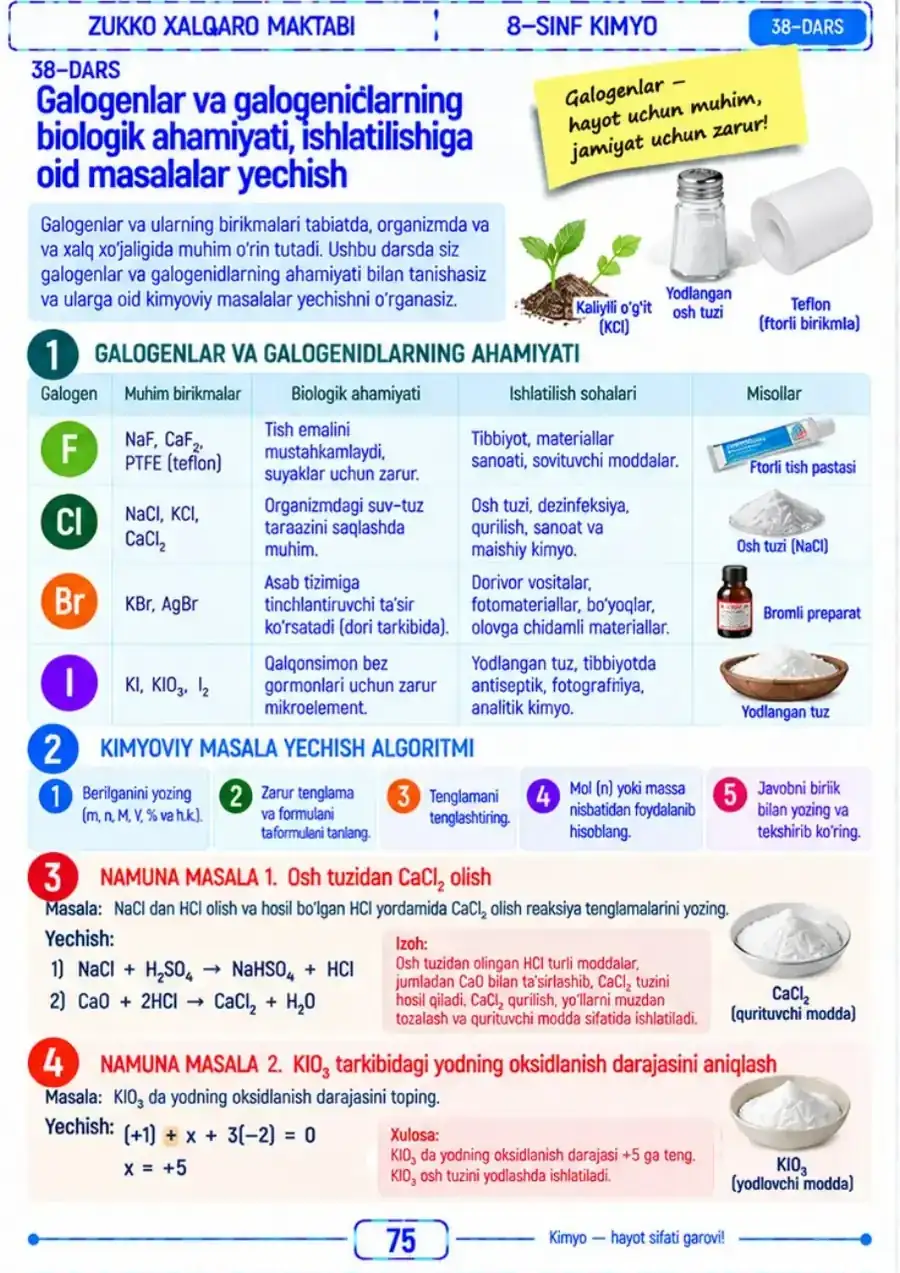 ZUKKO XALQARO MAKTABI
8–SINF KIMYO
38–DARS
38–DARS
Galogenlar va galogenidlarning
biologik ahamiyati, ishlatilishiga
oid masalalar yechish
Galogenlar –
hayot uchun muhim,
jamiyat uchun zarur!
Galogenlar va ularning birikmalari tabiatda, organizmda va
va xalq xo'jaligida muhim o'rin tutadi. Ushbu darsda siz
galogenlar va galogenidlarning ahamiyati bilan tanishasiz
va ularga oid kimyoviy masalalar yechishni o'rganasiz.
Kaliylli o'g'it
(KCl)
Yodlangan
osh tuzi
Teflon
(ftorli birikmla)
1 GALOGENLAR VA GALOGENIDLARNING AHAMIYATI
Galogen Muhim birikmalar Biologik ahamiyati Ishlatilish sohalari Misollar
F
NaF, CaF₂,
PTFE (teflon)
Tish emalini
mustahkamlaydi,
suyaklar uchun zarur.
Tibbiyot, materiallar
sanoati, sovituvchi moddalar.
Ftorli tish pastasi
Cl
NaCl, KCl,
CaCl₂
Organizmdagi suv–tuz
taraazini saqlashda
muhim.
Osh tuzi, dezinfeksiya,
qurilish, sanoat va
maishiy kimyo.
Osh tuzi (NaCl)
Br
KBr, AgBr
Asab tizimiga
tinchlantiruvchi ta'sir
ko'rsatadi (dori tarkibida).
Dorivor vositalar,
fotomateriallar, bo'yoqlar,
olovga chidamli materiallar.
Bromli preparat
I
KI, KIO₃, I₂
Qalqonsimon bez
gormonlari uchun zarur
mikroelement.
Yodlangan tuz, tibbiyotda
antiseptik, fotografriya,
analitik kimyo.
Yodlangan tuz
2 KIMYOVIY MASALA YECHISH ALGORITMI
1 Berilganini yozing
(m, n, M, V, % va h.k.).
2 Zarur tenglama
va formulani
taformulani tanlang.
3 Tenglamani
tenglashtiring.
4 Mol (n) yoki massa
nisbatidan foydalanib
hisoblang.
5 Javobni birlik
bilan yozing va
tekshirib ko'ring.
3 NAMUNA MASALA 1. Osh tuzidan CaCl₂ olish
Masala: NaCl dan HCl olish va hosil bo'lgan HCl yordamida CaCl₂ olish reaksiya tenglamalarini yozing.
Yechish:
1) NaCl + H₂SO₄ → NaHSO₄ + HCl
2) CaO + 2HCl → CaCl₂ + H₂O
Izoh:
Osh tuzidan olingan HCl turli moddalar,
jumladan CaO bilan ta'sirlashib, CaCl₂ tuzini
hosil qiladi, CaCl₂ qurilish, yo'llarni muzdan
tozalash va qurituvchi modda sifatida ishlatiladi.
CaCl₂
(qurituvchi modda)
4 NAMUNA MASALA 2. KIO₃ tarkibidagi yodning oksidlanish darajasini aniqlash
Masala: KIO₃ da yodning oksidlanish darajasini toping.
Yechish: (+1) + x + 3(−2) = 0
x = +5
Xulosa:
KIO₃ da yodning oksidlanish darajasi +5 ga teng.
KIO₃ osh tuzini yodlashda ishlatiladi.
KIO₃
(yodlovchi modda)
75
Kimyo — hayot sifati garovi!